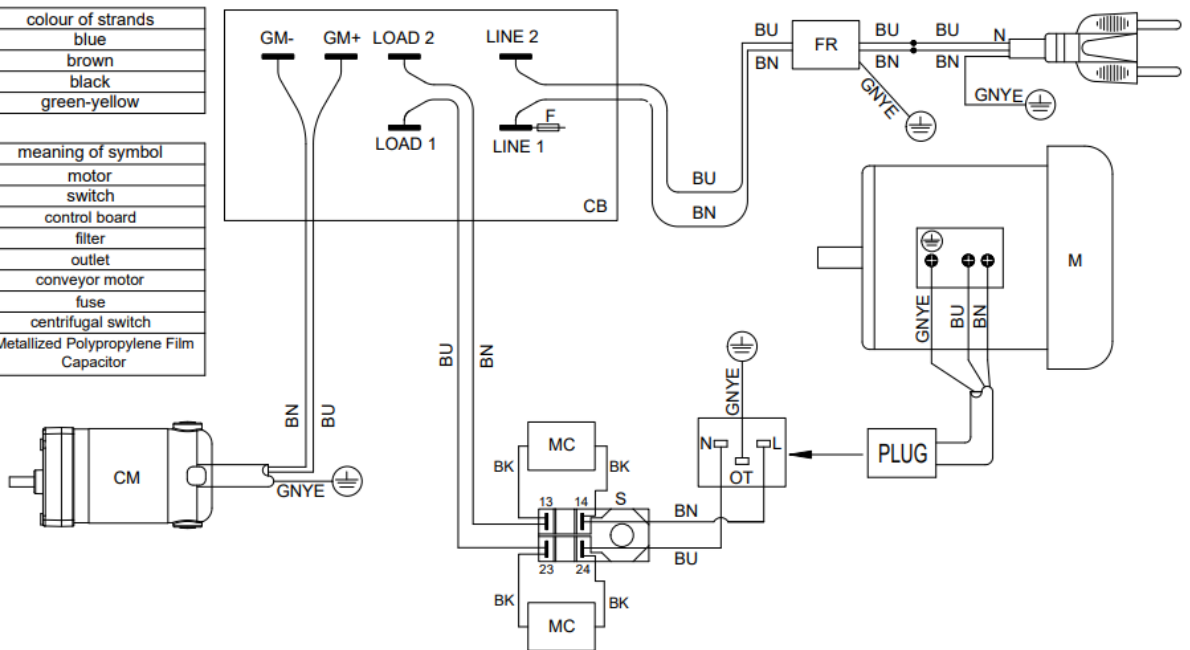 colour of strands
blue
brown
black
green-yellow
meaning of symbol
motor
switch
control board
filter
outlet
conveyor motor
fuse
centrifugal switch
Metallized Polypropylene Film
Capacitor
GM-
GM+
LOAD 2
LINE 2
LOAD 1
F
LINE 1
CB
BU
BN
FR
BU
BN
BU
BN
N
GNYE
GNYE
BU
BN
M
GNYE
BU
BN
PLUG
BU
BN
BN
BU
CM
GNYE
GNYE
N
L
OT
MC
BK
BK
13
14
S
BN
23
24
BU
BK
BK
MC